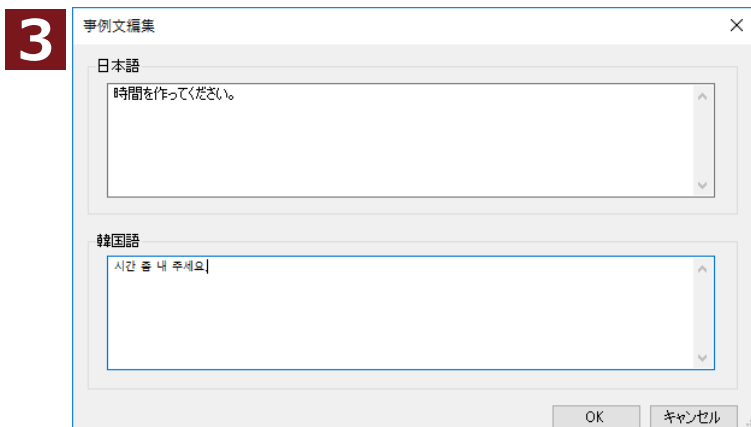 3
事例文編集
日本語
時間を作ってください。
韓国語
시간 좀 내 주세요.
OK
キャンセル